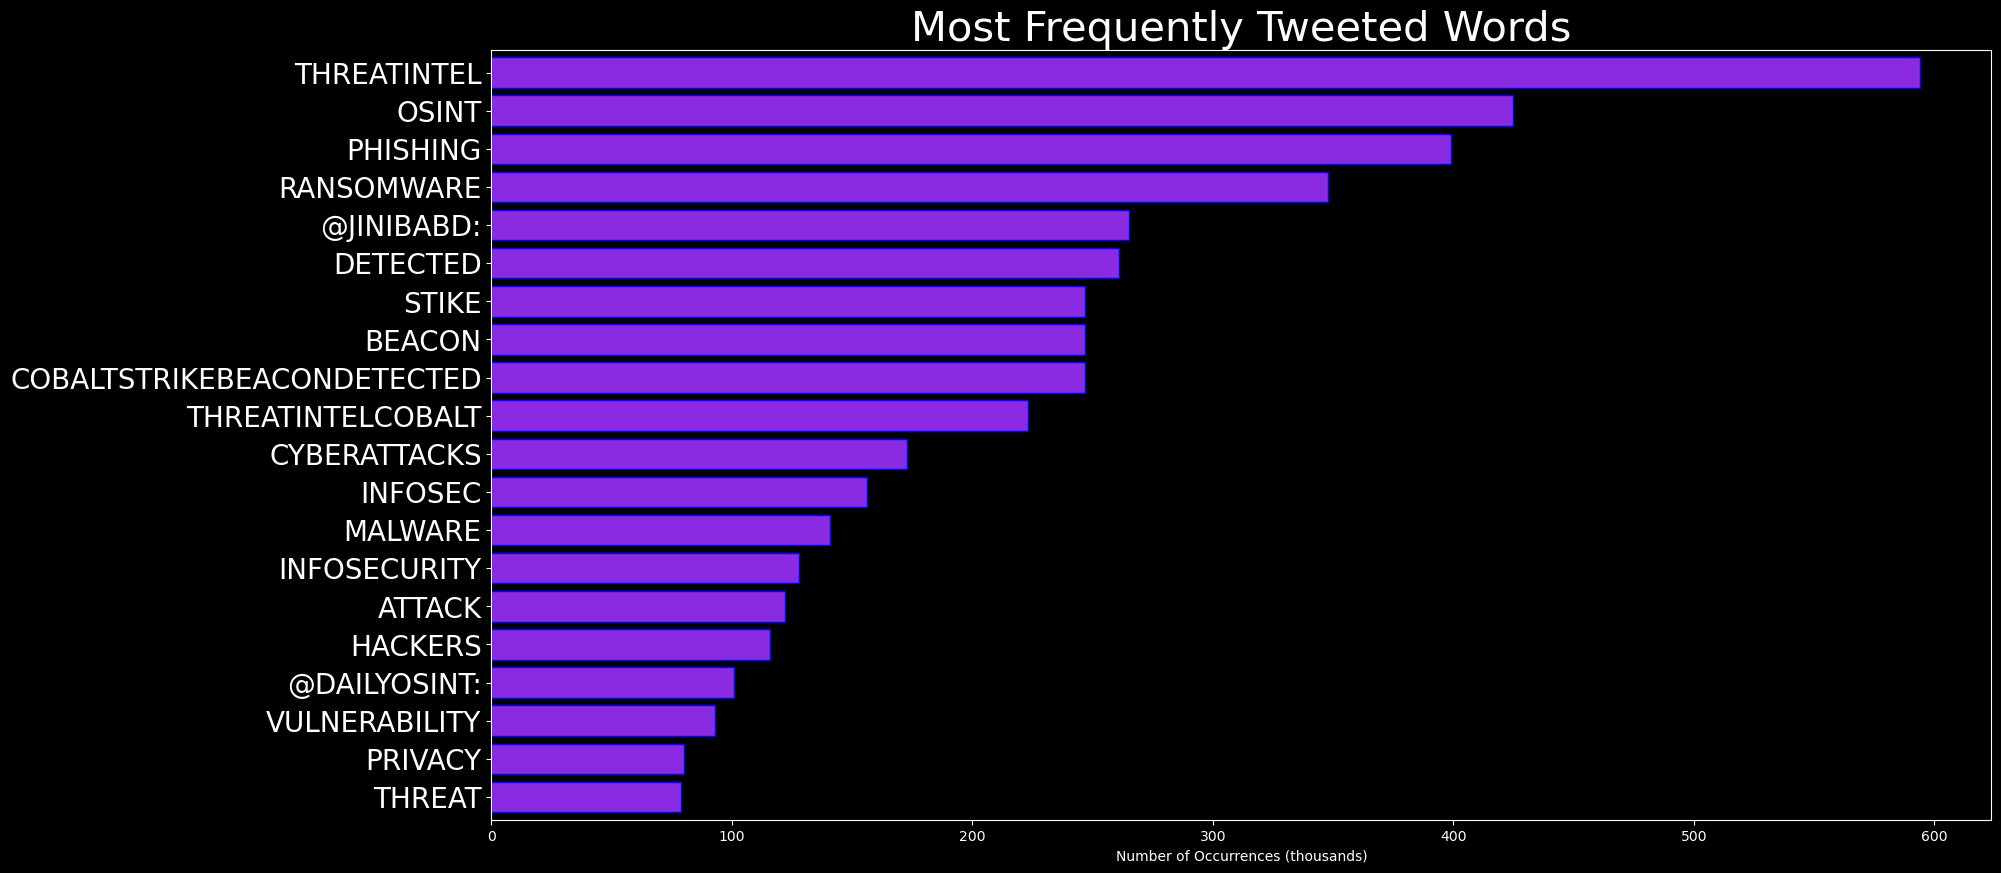 Most Frequently Tweeted Words
THREATINTEL
OSINT
PHISHING
RANSOMWARE
@JINIBABD:
DETECTED
STIKE
BEACON
COBALTSTRIKEBEACONDETECTED
THREATINTELCOBALT
CYBERATTACKS
INFOSEC
MALWARE
INFOSECURITY
ATTACK
HACKERS
@DAILYOSINT:
VULNERABILITY
PRIVACY
THREAT
0 100 200 300 400 500 600
Number of Occurrences (thousands)